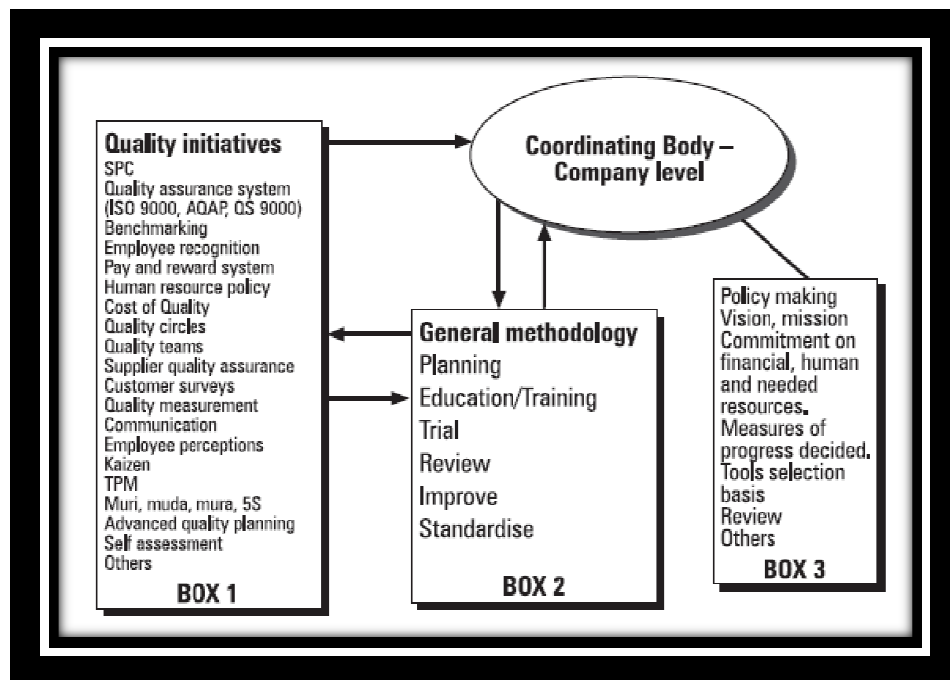 Quality initiatives
SPC
Quality assurance system
(ISO 9000, AQAP, QS 9000)
Benchmarking
Employee recognition
Pay and reward system
Human resource policy
Cost of Quality
Quality circles
Quality teams
Supplier quality assurance
Customer surveys
Quality measurement
Communication
Employee perceptions
Kaizen
TPM
Muri, muda, mura, 5S
Advanced quality planning
Self assessment
Others
BOX 1
Coordinating Body –
Company level
General methodology
Planning
Education/Training
Trial
Review
Improve
Standardise
BOX 2
Policy making
Vision, mission
Commitment on
financial, human
and needed
resources.
Measures of
progress decided.
Tools selection
basis
Review
Others
BOX 3